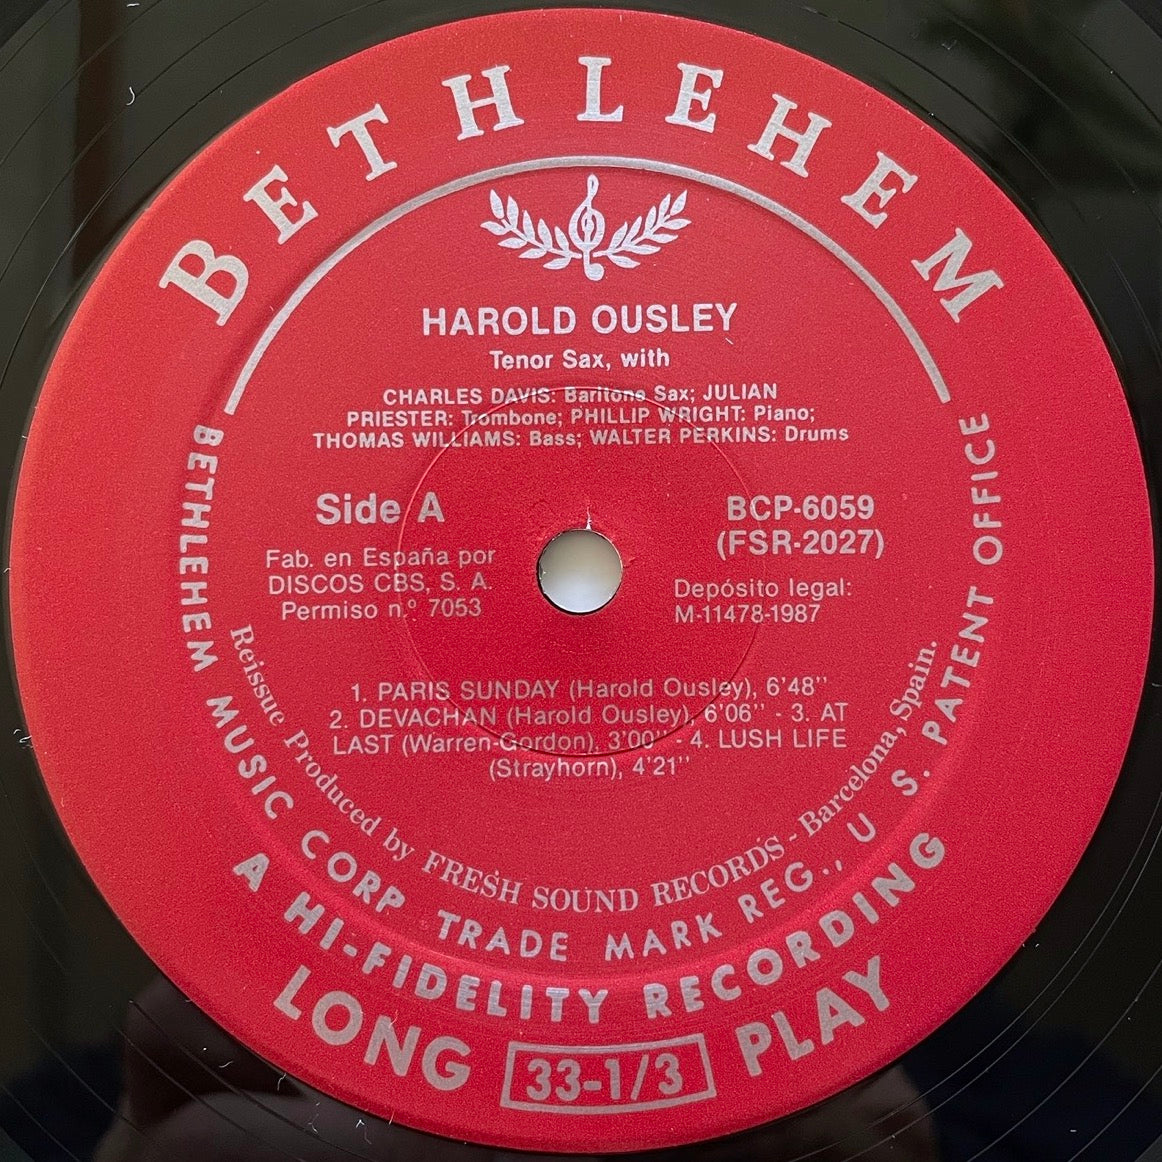 BETHLEHEM
HAROLD OUSLEY
Tenor Sax, with
CHARLES DAVIS: Baritone Sax; JULIAN
PRIESTER: Trombone; PHILLIP WRIGHT: Piano;
THOMAS WILLIAMS: Bass; WALTER PERKINS: Drums
Side A
BCP-6059
(FSR-2027)
Fab. en España por
DISCOS CBS, S. A.
Permiso n.º 7053
Depósito legal:
M-11478-1987
1. PARIS SUNDAY (Harold Ousley), 6'48''
2. DEVACHAN (Harold Ousley), 6'06'' - 3. AT
LAST (Warren-Gordon), 3'00'' - 4. LUSH LIFE
(Strayhorn), 4'21''
Reissue Produced by FRESH SOUND RECORDS - Barcelona, Spain.
BETHLEHEM MUSIC CORP TRADE MARK REG., U S. PATENT OFFICE
A HI-FIDELITY RECORDING
LONG 33-1/3 PLAY